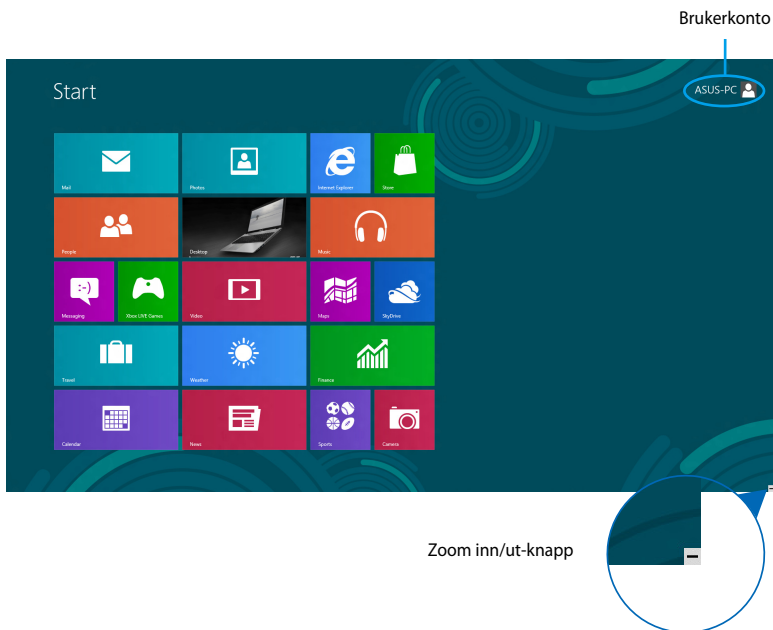 Brukerkonto
Start
ASUS-PC
Mail
Photos
Internet Explorer
Store
People
Desktop
Music
Messaging
Xbox LIVE Games
Video
Maps
SkyDrive
Travel
Weather
Finance
Calendar
News
Sports
Camera
Zoom inn/ut-knapp